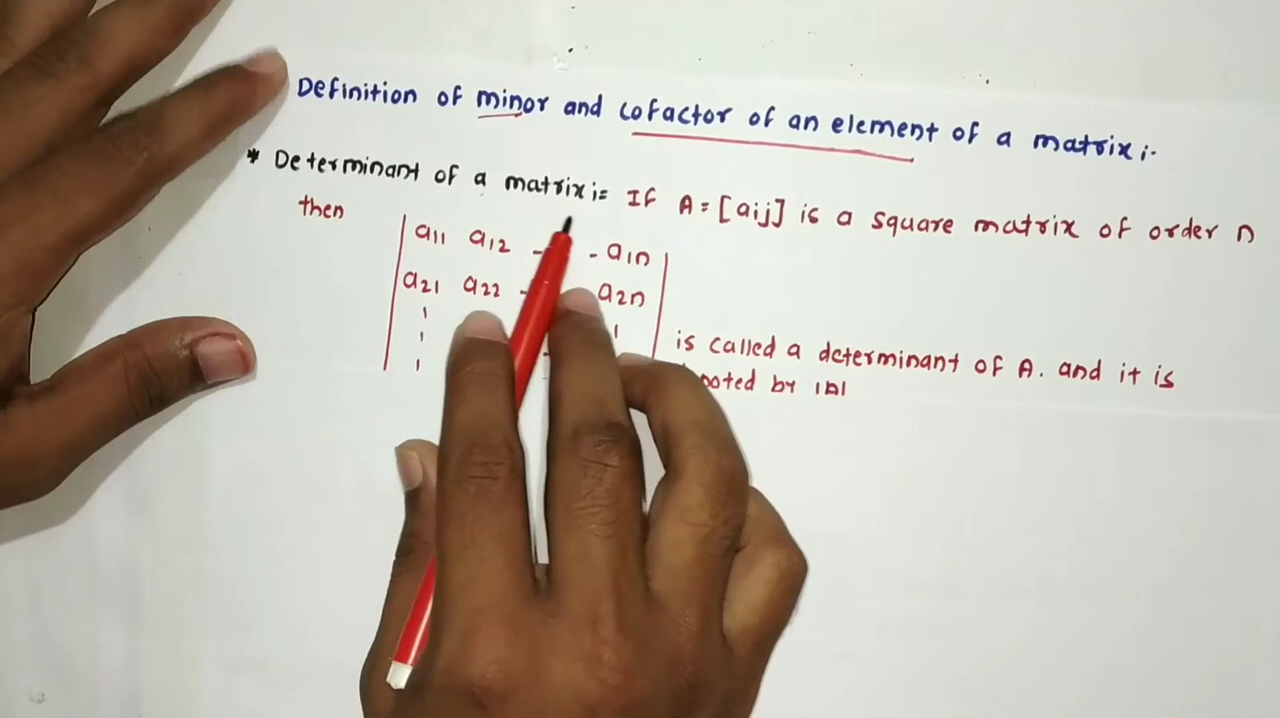 Definition of minor and cofactor of an element of a matrix:-
* Determinant of a matrix:= If A = [aij] is a square matrix of order n
then
a11 a12 - - a1n
a21 a22 - a2n
is called a determinant of A. and it is
by |A|